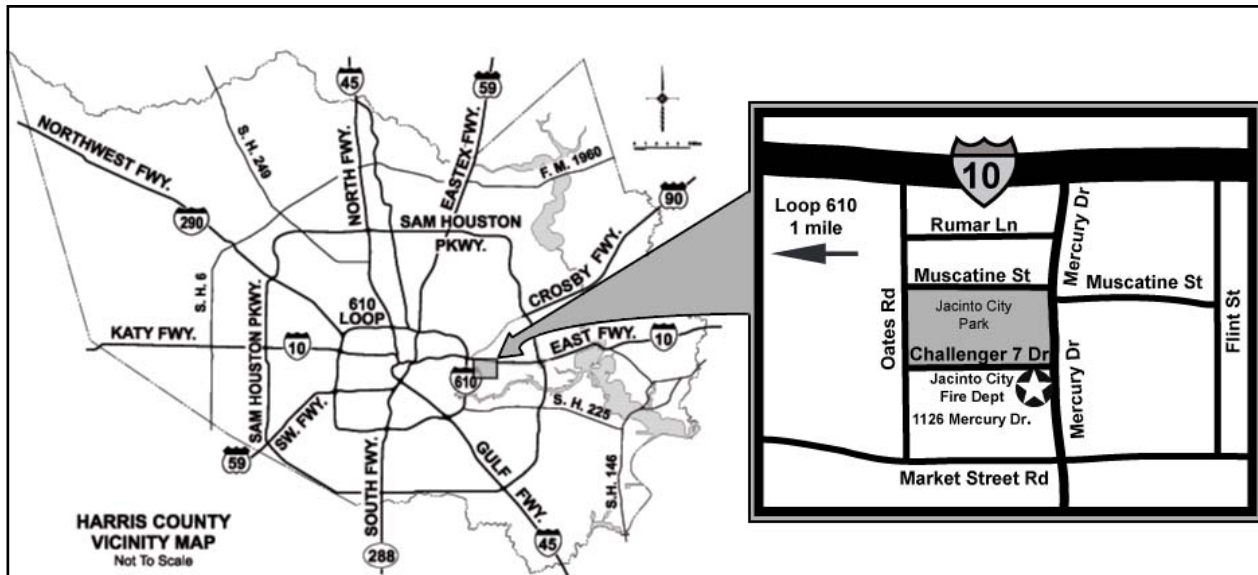 45
59
NORTHWEST FWY.
S. H. 249
NORTH FWY.
EASTEX FWY.
F. M. 1960
90
290
SAM HOUSTON
PKWY.
CROSBY FWY.
S.H. 6
610
LOOP
KATY FWY.
10
EAST FWY.
10
SAM HOUSTON PKWY.
610
S. H. 225
SW. FWY.
59
SOUTH FWY.
GULF FWY.
S.H. 146
288
45
HARRIS COUNTY
VICINITY MAP
Not To Scale
10
Loop 610
1 mile
Rumar Ln
Mercury Dr
Muscatine St
Muscatine St
Oates Rd
Jacinto City
Park
Flint St
Challenger 7 Dr
Mercury Dr
Jacinto City
Fire Dept
1126 Mercury Dr.
Market Street Rd